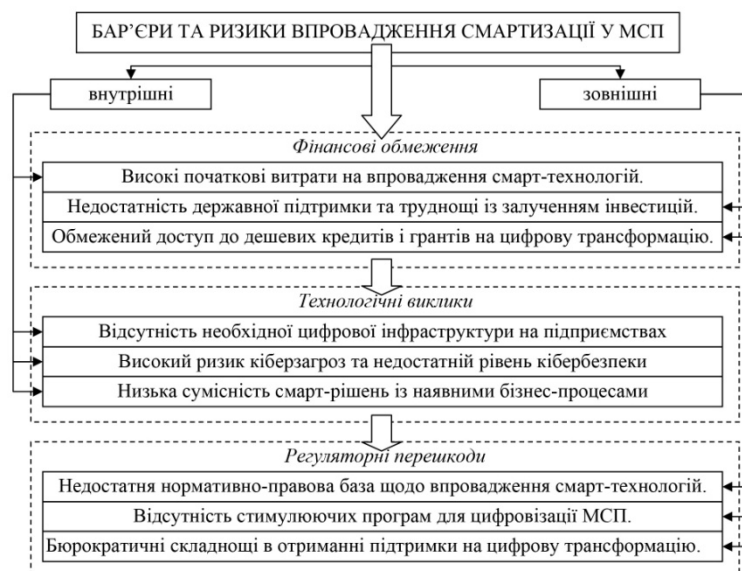 БАР’ЄРИ ТА РИЗИКИ ВПРОВАДЖЕННЯ СМАРТИЗАЦІЇ У МСП
внутрішні
зовнішні
Фінансові обмеження
Високі початкові витрати на впровадження смарт-технологій.
Недостатність державної підтримки та труднощі із залученням інвестицій.
Обмежений доступ до дешевих кредитів і грантів на цифрову трансформацію.
Технологічні виклики
Відсутність необхідної цифрової інфраструктури на підприємствах
Високий ризик кіберзагроз та недостатній рівень кібербезпеки
Низька сумісність смарт-рішень із наявними бізнес-процесами
Регуляторні перешкоди
Недостатня нормативно-правова база щодо впровадження смарт-технологій.
Відсутність стимулюючих програм для цифровізації МСП.
Бюрократичні складнощі в отриманні підтримки на цифрову трансформацію.